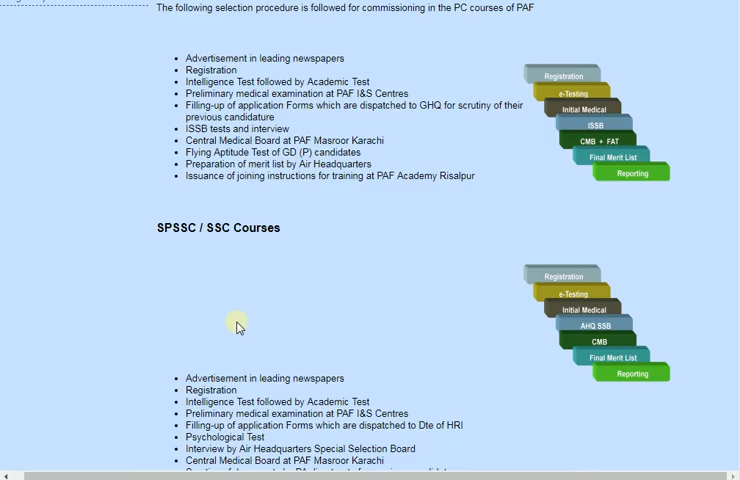 The following selection procedure is followed for commissioning in the PC courses of PAF
Advertisement in leading newspapers
Registration
Intelligence Test followed by Academic Test
Preliminary medical examination at PAF I&S Centres
Filling-up of application Forms which are dispatched to GHQ for scrutiny of their
previous candidature
ISSB tests and interview
Central Medical Board at PAF Masroor Karachi
Flying Aptitude Test of GD (P) candidates
Preparation of merit list by Air Headquarters
Issuance of joining instructions for training at PAF Academy Risalpur
Registration
e-Testing
Initial Medical
ISSB
CMB + FAT
Final Merit List
Reporting
SPSSC / SSC Courses
Registration
e-Testing
Initial Medical
AHQ SSB
CMB
Final Merit List
Reporting
Advertisement in leading newspapers
Registration
Intelligence Test followed by Academic Test
Preliminary medical examination at PAF I&S Centres
Filling-up of application Forms which are dispatched to Dte of HRI
Psychological Test
Interview by Air Headquarters Special Selection Board
Central Medical Board at PAF Masroor Karachi